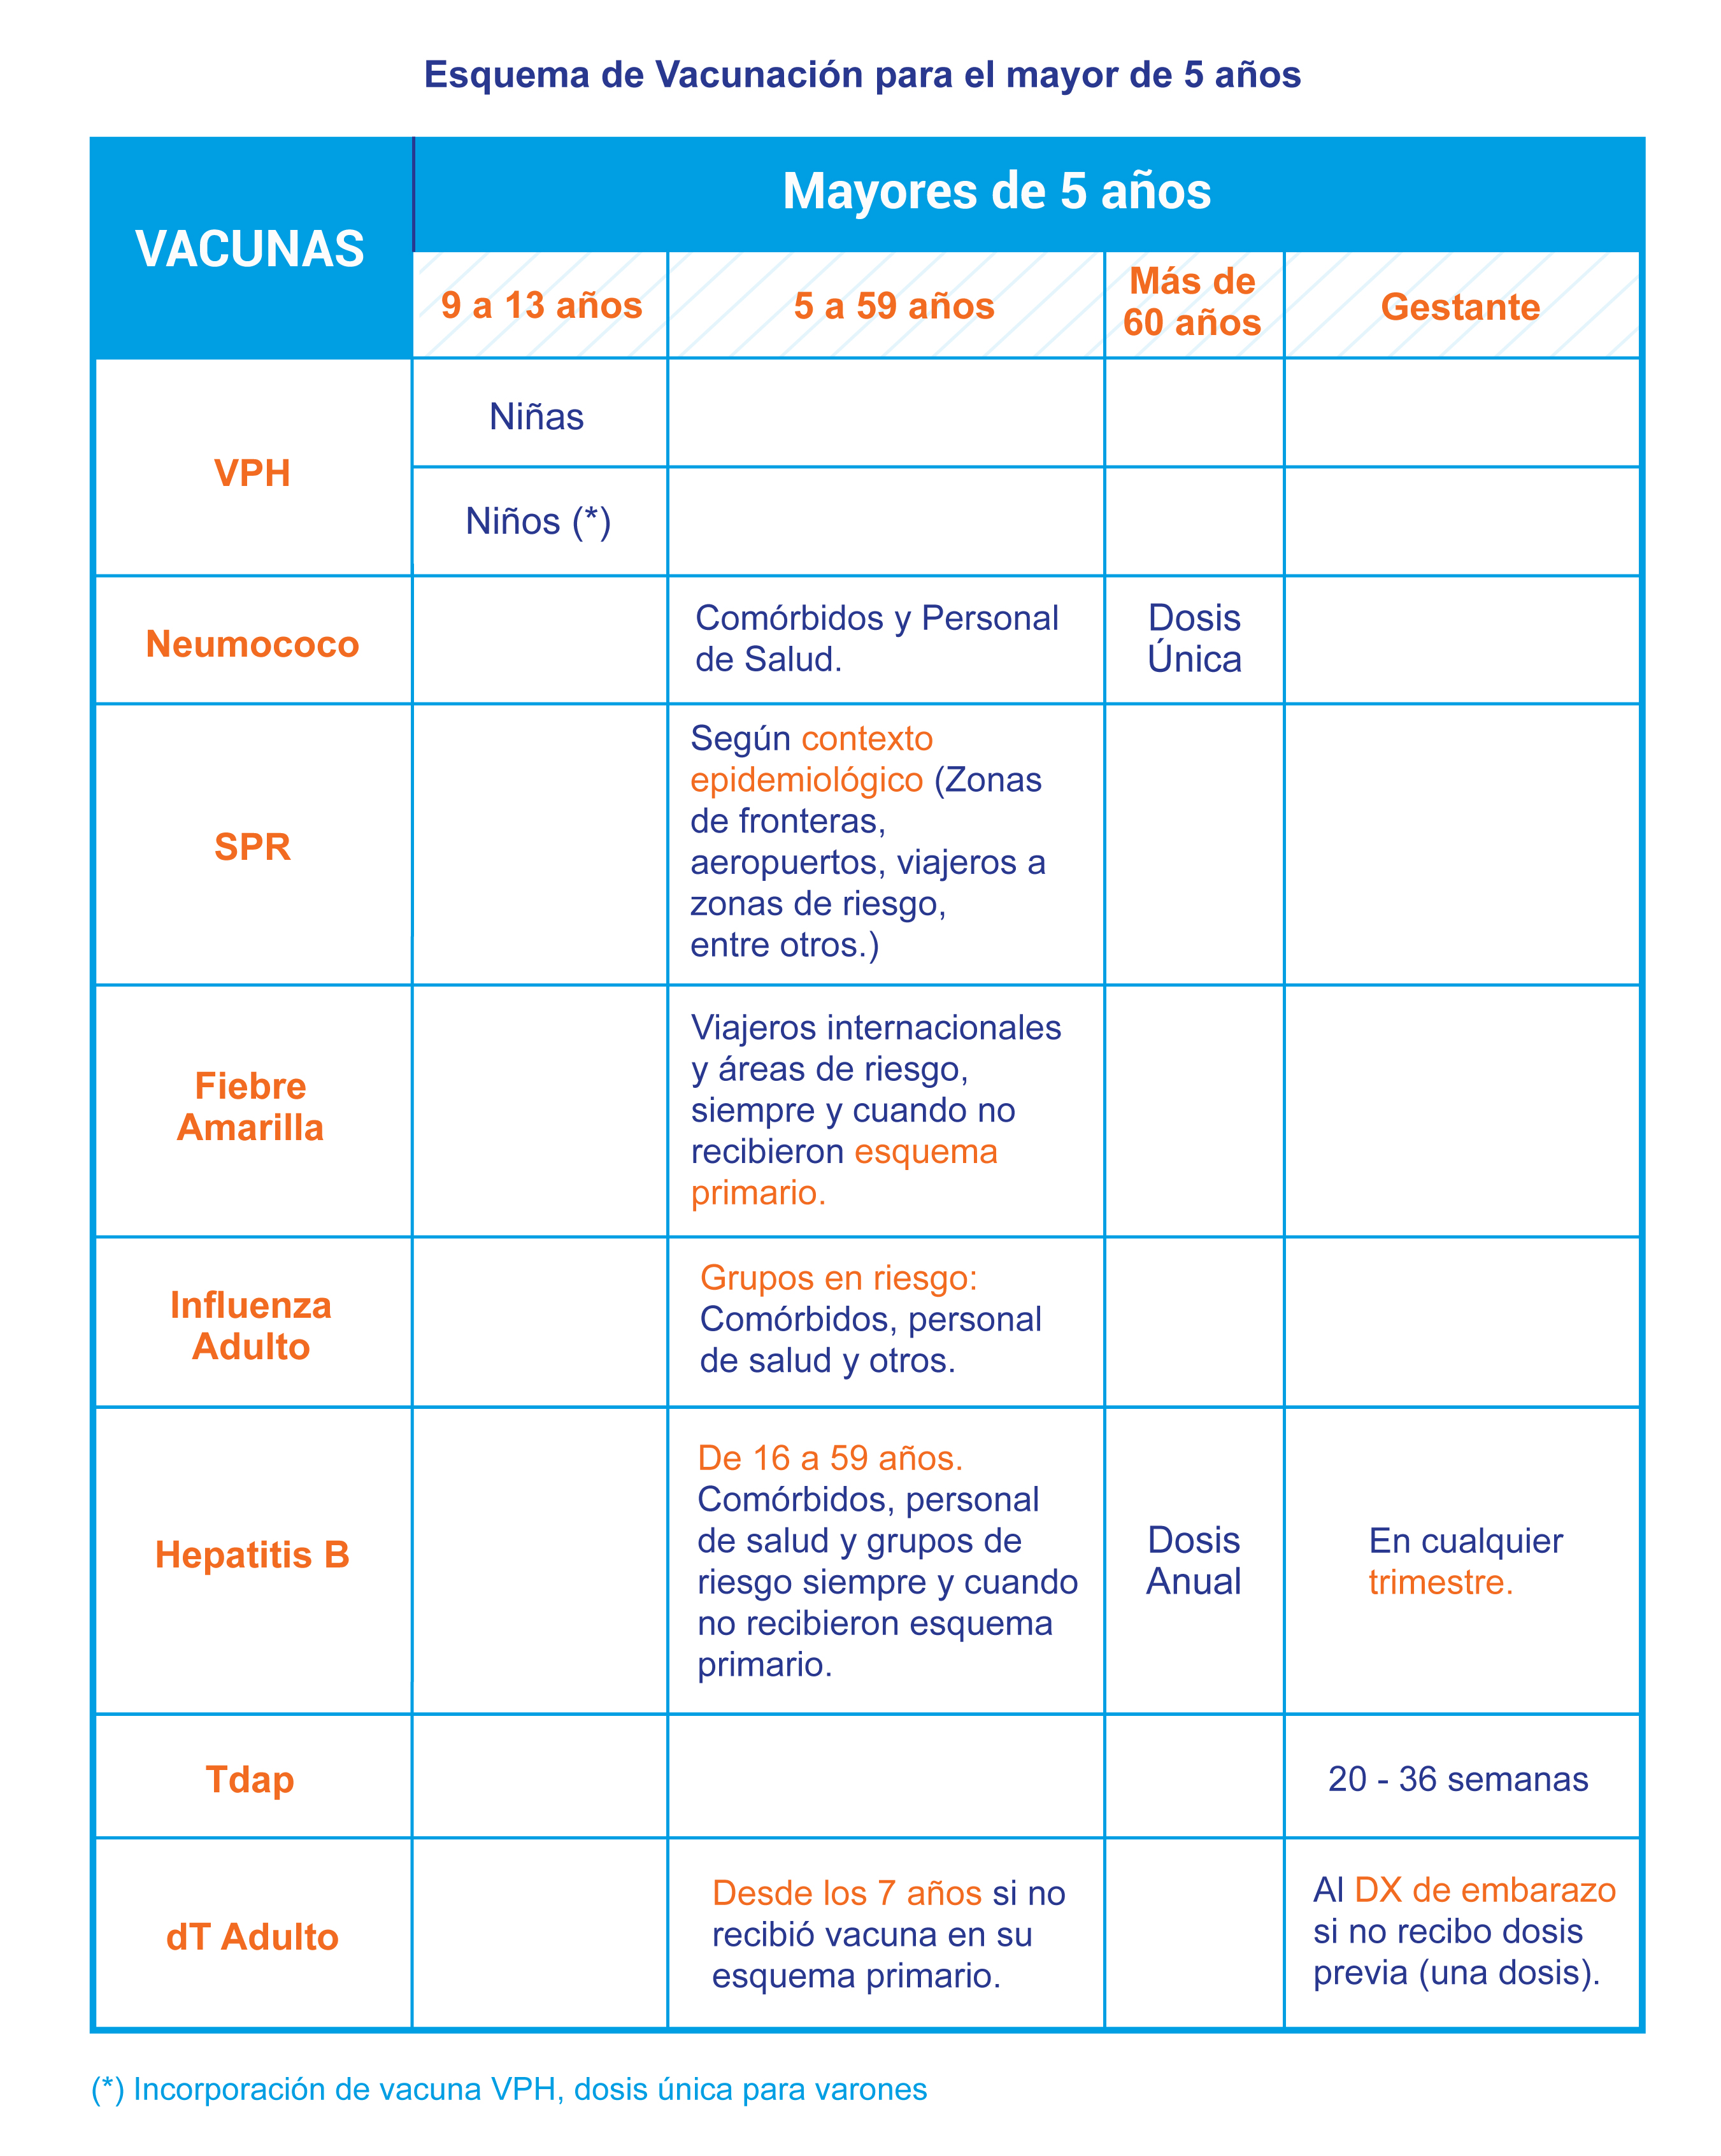 Esquema de Vacunación para el mayor de 5 años
VACUNAS
Mayores de 5 años
9 a 13 años
5 a 59 años
Más de
60 años
Gestante
VPH
Niñas
Niños (*)
Neumococo
Comórbidos y Personal
de Salud.
Dosis
Única
SPR
Según contexto
epidemiológico (Zonas
de fronteras,
aeropuertos, viajeros a
zonas de riesgo,
entre otros.)
Fiebre
Amarilla
Viajeros internacionales
y áreas de riesgo,
siempre y cuando no
recibieron esquema
primario.
Influenza
Adulto
Grupos en riesgo:
Comórbidos, personal
de salud y otros.
Hepatitis B
De 16 a 59 años.
Comórbidos, personal
de salud y grupos de
riesgo siempre y cuando
no recibieron esquema
primario.
Dosis
Anual
En cualquier
trimestre.
Tdap
20 - 36 semanas
dT Adulto
Desde los 7 años si no
recibió vacuna en su
esquema primario.
Al DX de embarazo
si no recibo dosis
previa (una dosis).
(*) Incorporación de vacuna VPH, dosis única para varones